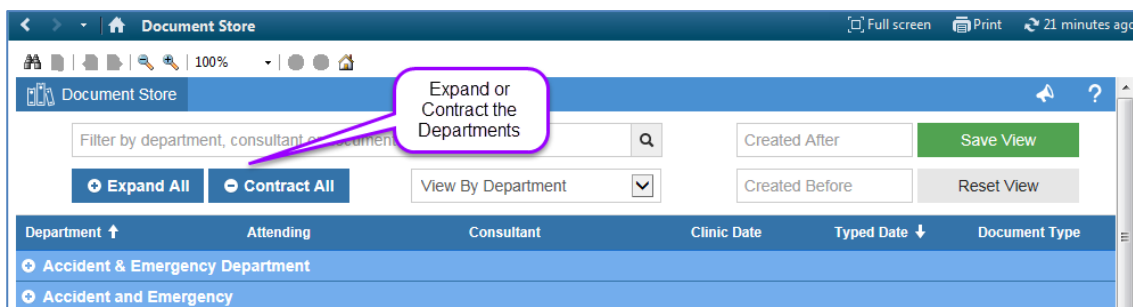 Document Store
Full screen
Print
21 minutes ago
100%
Document Store
Expand or
Contract the
Departments
?
Filter by department, consultant or document
Created After
Save View
Expand All
Contract All
View By Department
Created Before
Reset View
Department
Attending
Consultant
Clinic Date
Typed Date
Document Type
Accident & Emergency Department
Accident and Emergency